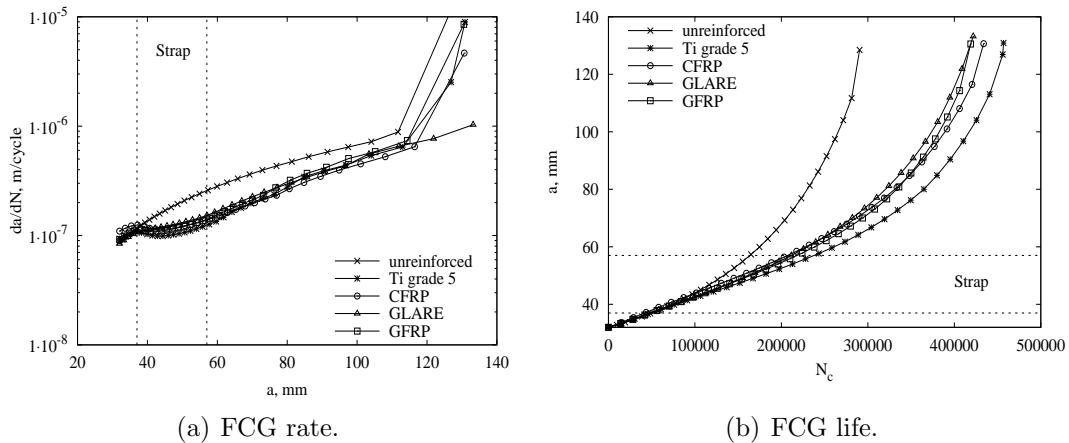 1·10^-5
1·10^-6
1·10^-7
1·10^-8
da/dN, m/cycle
Strap
unreinforced
Ti grade 5
CFRP
GLARE
GFRP
20 40 60 80 100 120 140
a, mm
(a) FCG rate.
140
120
100
80
60
40
a, mm
unreinforced
Ti grade 5
CFRP
GLARE
GFRP
Strap
0 100000 200000 300000 400000 500000
N_c
(b) FCG life.